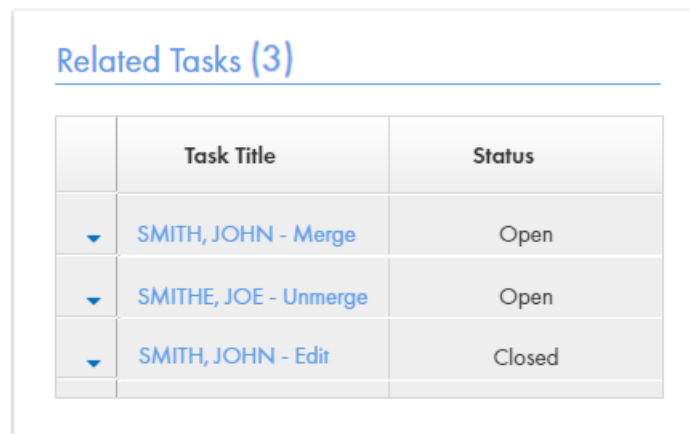 Related Tasks (3)
Task Title Status
SMITH, JOHN - Merge Open
SMITHE, JOE - Unmerge Open
SMITH, JOHN - Edit Closed